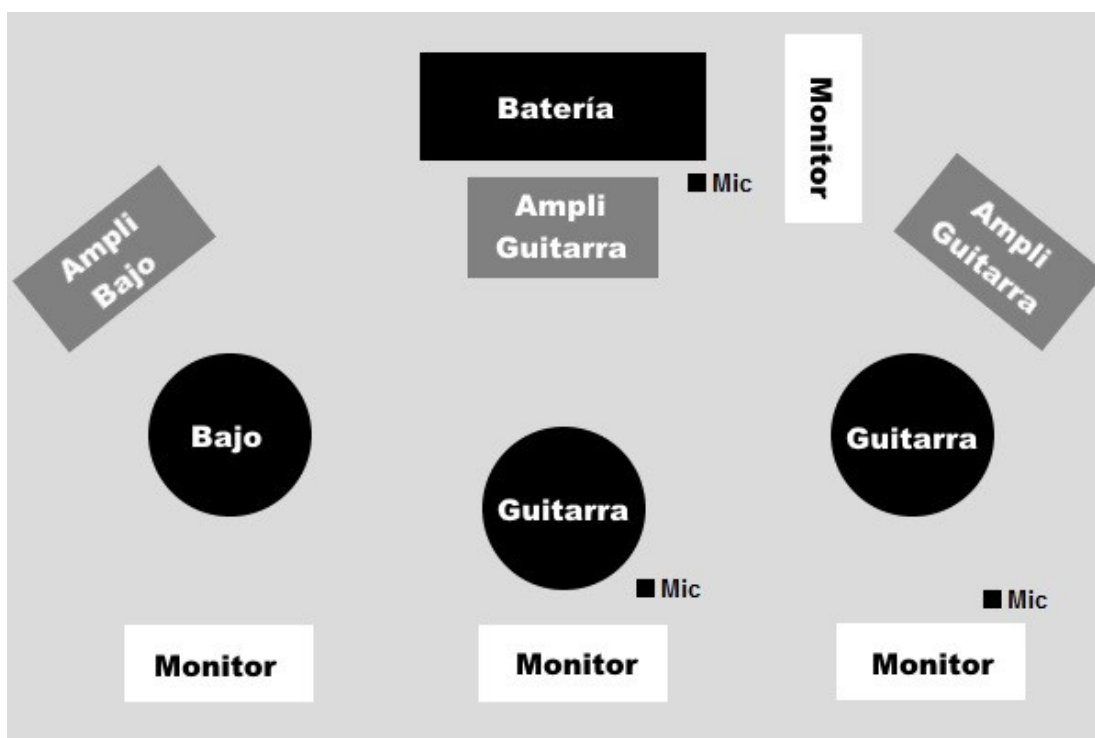 Batería
Monitor
Mic
Ampli
Guitarra
Ampli
Bajo
Ampli
Guitarra
Bajo
Guitarra
Guitarra
Mic
Mic
Monitor
Monitor
Monitor